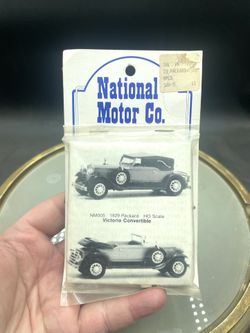 National
Motor Co.
NM005 1929 Packard HO Scale
Victoria Convertible